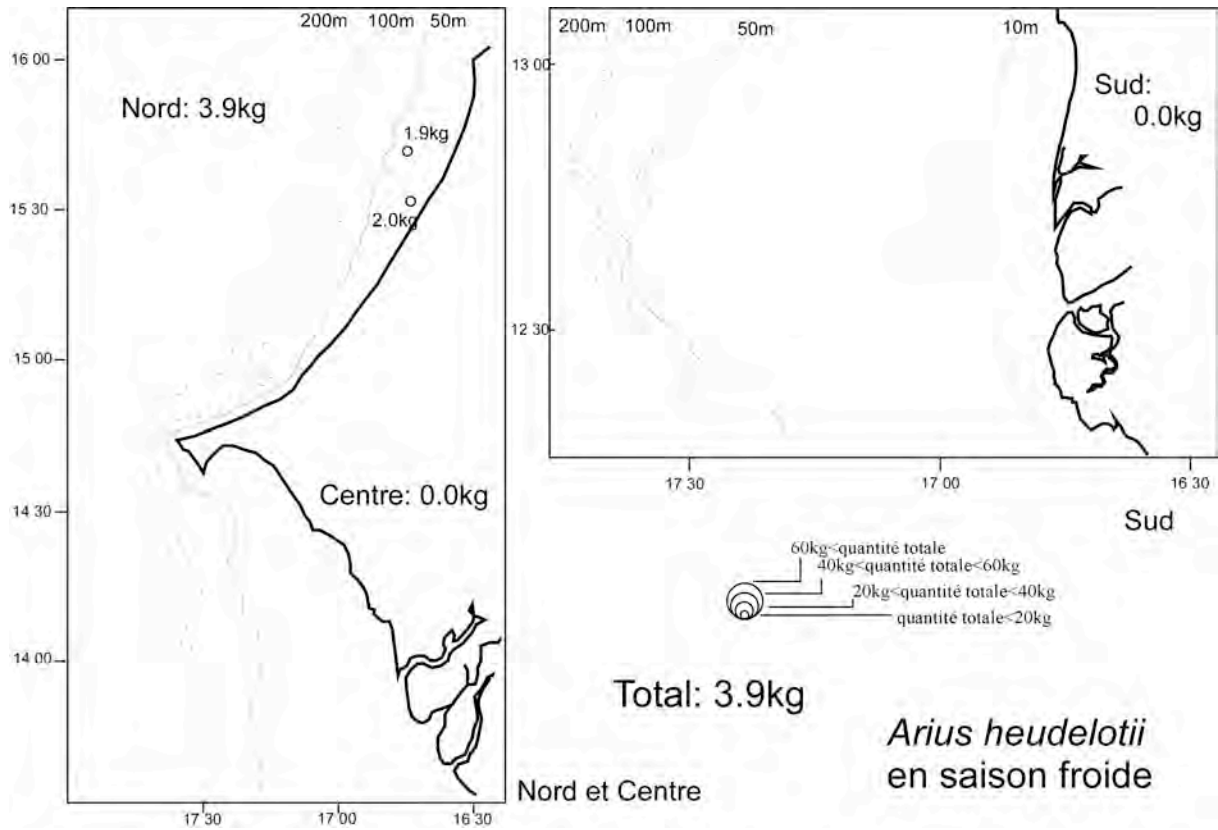 200m 100m 50m
16 00
Nord: 3.9kg
1.9kg
15 30
2.0kg
15 00
Centre: 0.0kg
14 30
14 00
17 30 17 00 16 30
Nord et Centre
200m 100m 50m 10m
13 00
Sud:
0.0kg
12 30
17 30 17 00 16 30
Sud
60kg<quantité totale
40kg<quantité totale<60kg
20kg<quantité totale<40kg
quantité totale<20kg
Total: 3.9kg
Arius heudelotii
en saison froide